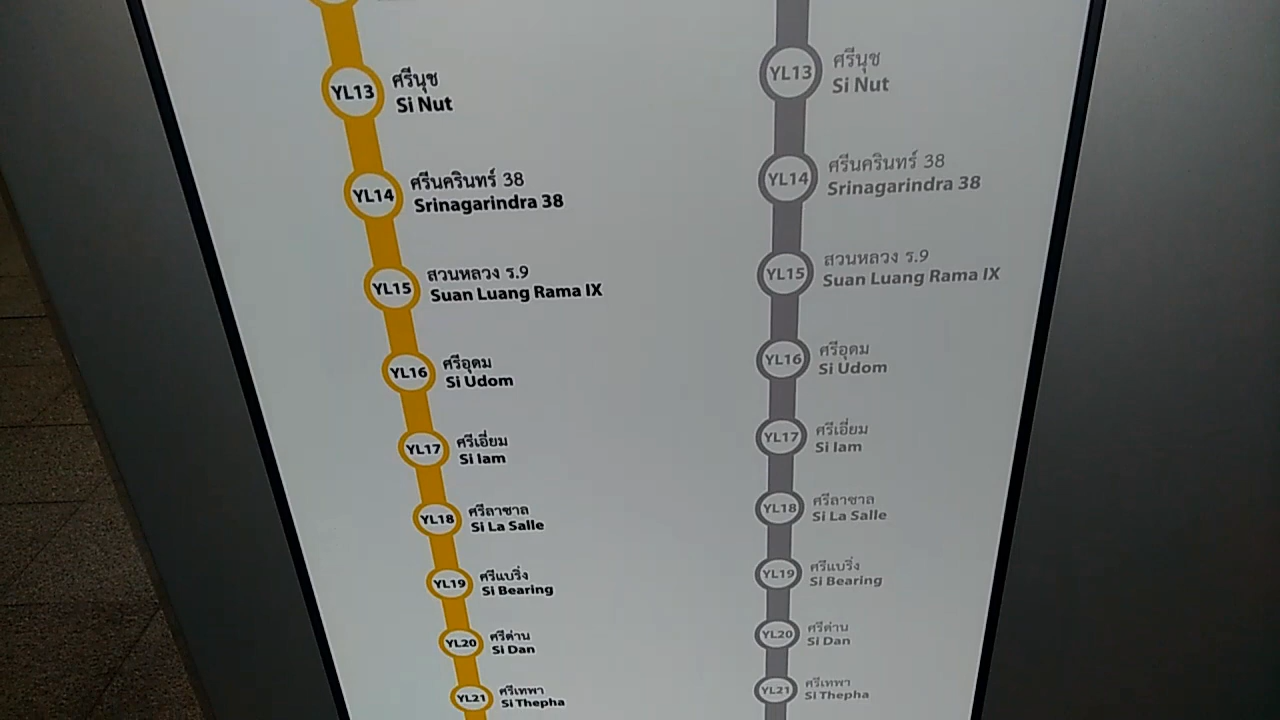 YL13
ศรีนุช
Si Nut
YL14
ศรีนครินทร์ 38
Srinagarindra 38
YL15
สวนหลวง ร.9
Suan Luang Rama IX
YL16
ศรีอุดม
Si Udom
YL17
ศรีเอี่ยม
Si Iam
YL18
ศรีลาซาล
Si La Salle
YL19
ศรีแบริ่ง
Si Bearing
YL20
ศรีด่าน
Si Dan
YL21
ศรีเทพา
Si Thepha
YL13
ศรีนุช
Si Nut
YL14
ศรีนครินทร์ 38
Srinagarindra 38
YL15
สวนหลวง ร.9
Suan Luang Rama IX
YL16
ศรีอุดม
Si Udom
YL17
ศรีเอี่ยม
Si Iam
YL18
ศรีลาซาล
Si La Salle
YL19
ศรีแบริ่ง
Si Bearing
YL20
ศรีด่าน
Si Dan
YL21
ศรีเทพา
Si Thepha